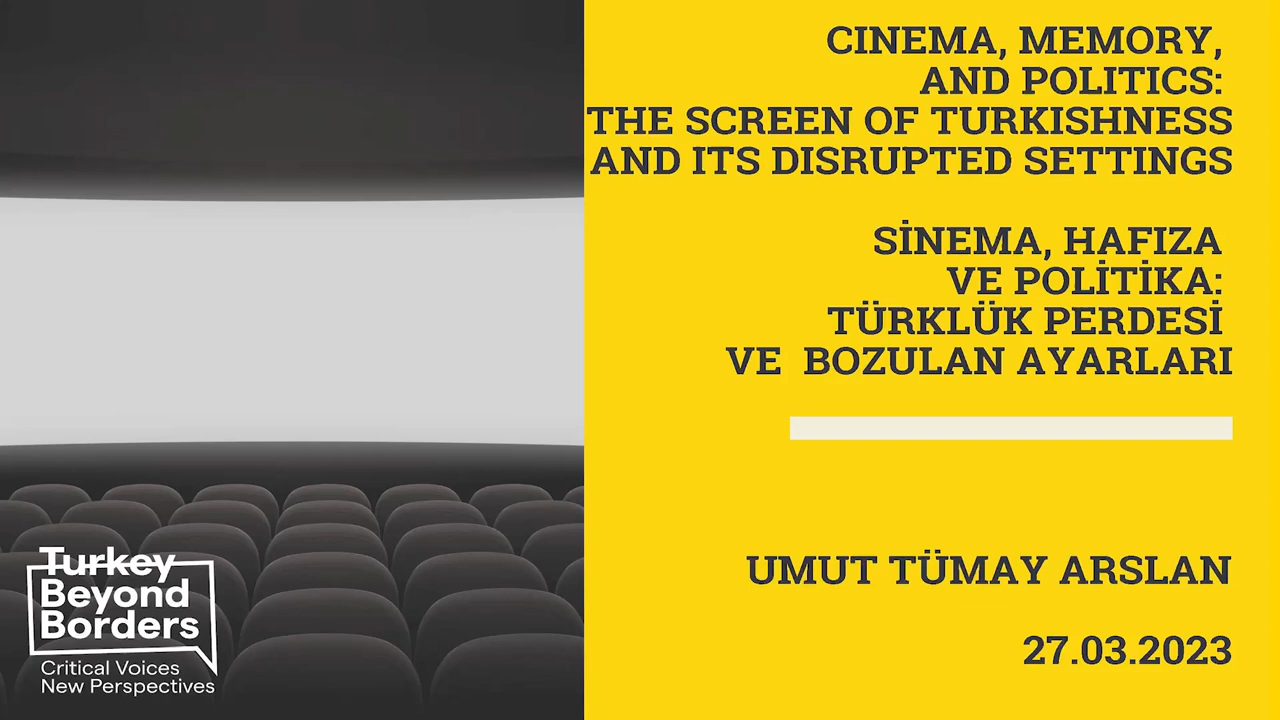 CINEMA, MEMORY,
AND POLITICS:
THE SCREEN OF TURKISHNESS
AND ITS DISRUPTED SETTINGS
SİNEMA, HAFIZA
VE POLİTİKA:
TÜRKLÜK PERDESİ
VE BOZULAN AYARLARI
UMUT TÜMAY ARSLAN
27.03.2023
Turkey
Beyond
Borders
Critical Voices
New Perspectives